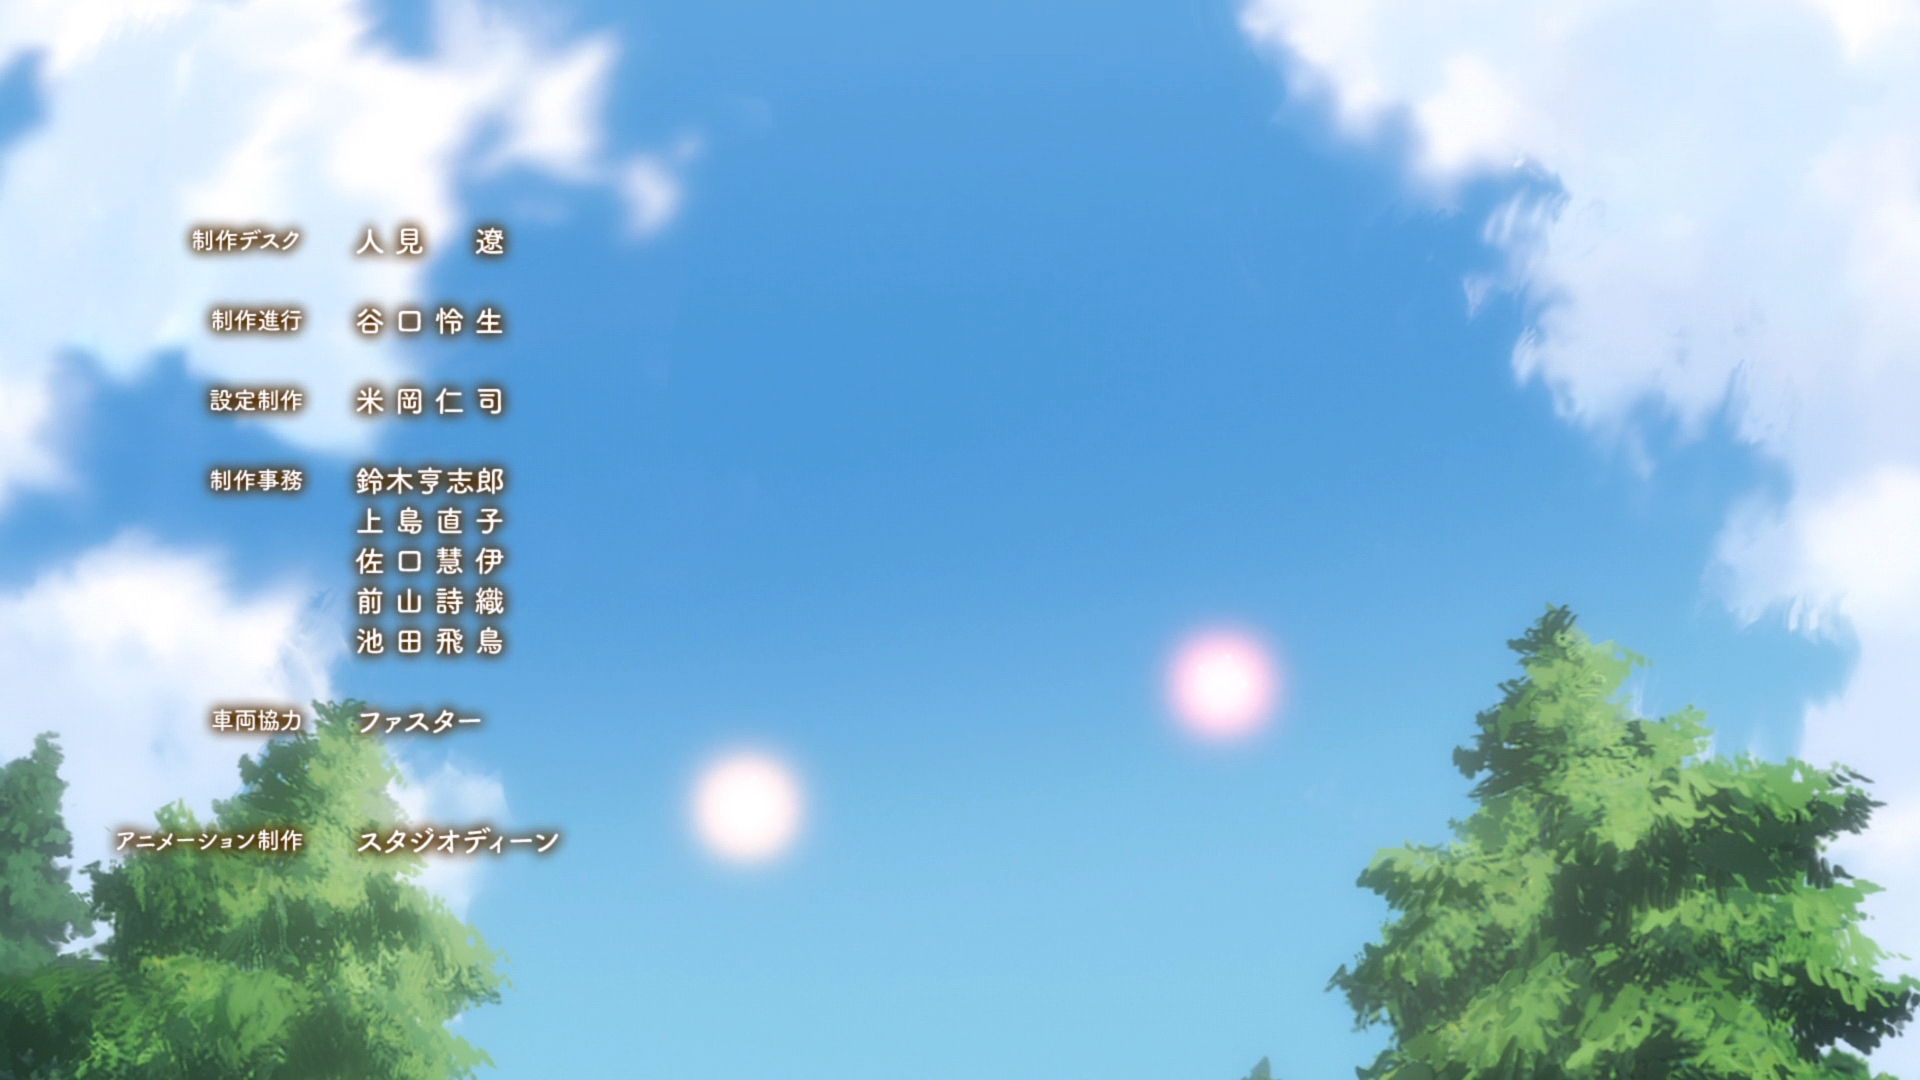 制作デスク 人見 遼
制作進行 谷口怜生
設定制作 米岡仁司
制作事務 鈴木亨志郎
上島直子
佐口慧伊
前山詩織
池田飛鳥
車両協力 ファスター
アニメーション制作 スタジオディーン